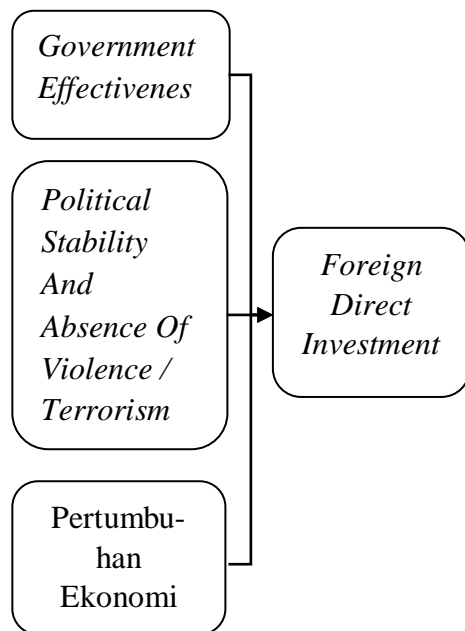 Government
Effectivenes
Political
Stability
And
Absence Of
Violence /
Terrorism
Foreign
Direct
Investment
Pertumbu-
han
Ekonomi